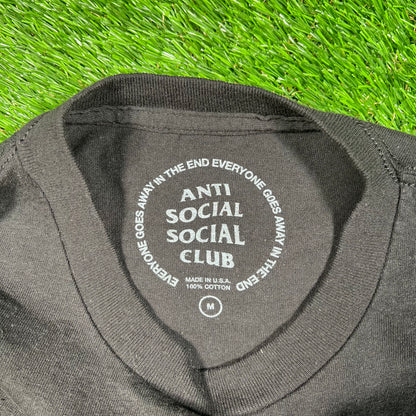 EVERYONE GOES AWAY IN THE END EVERYONE GOES AWAY IN THE END
ANTI
SOCIAL
SOCIAL
CLUB
MADE IN U.S.A.
100% COTTON
M